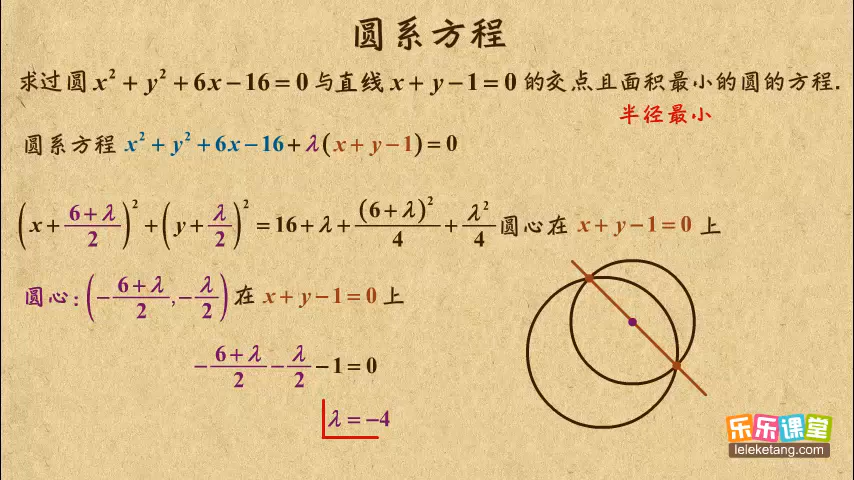 圆系方程
求过圆 x² + y² + 6x − 16 = 0 与直线 x + y − 1 = 0 的交点且面积最小的圆的方程.
半径最小
圆系方程 x² + y² + 6x − 16 + λ(x + y − 1) = 0
(x + (6+λ)/2)² + (y + λ/2)² = 16 + λ + (6+λ)²/4 + λ²/4 圆心在 x + y − 1 = 0 上
圆心: (−(6+λ)/2, −λ/2) 在 x + y − 1 = 0 上
−(6+λ)/2 − λ/2 − 1 = 0
λ = −4
乐乐课堂
leleketang.com